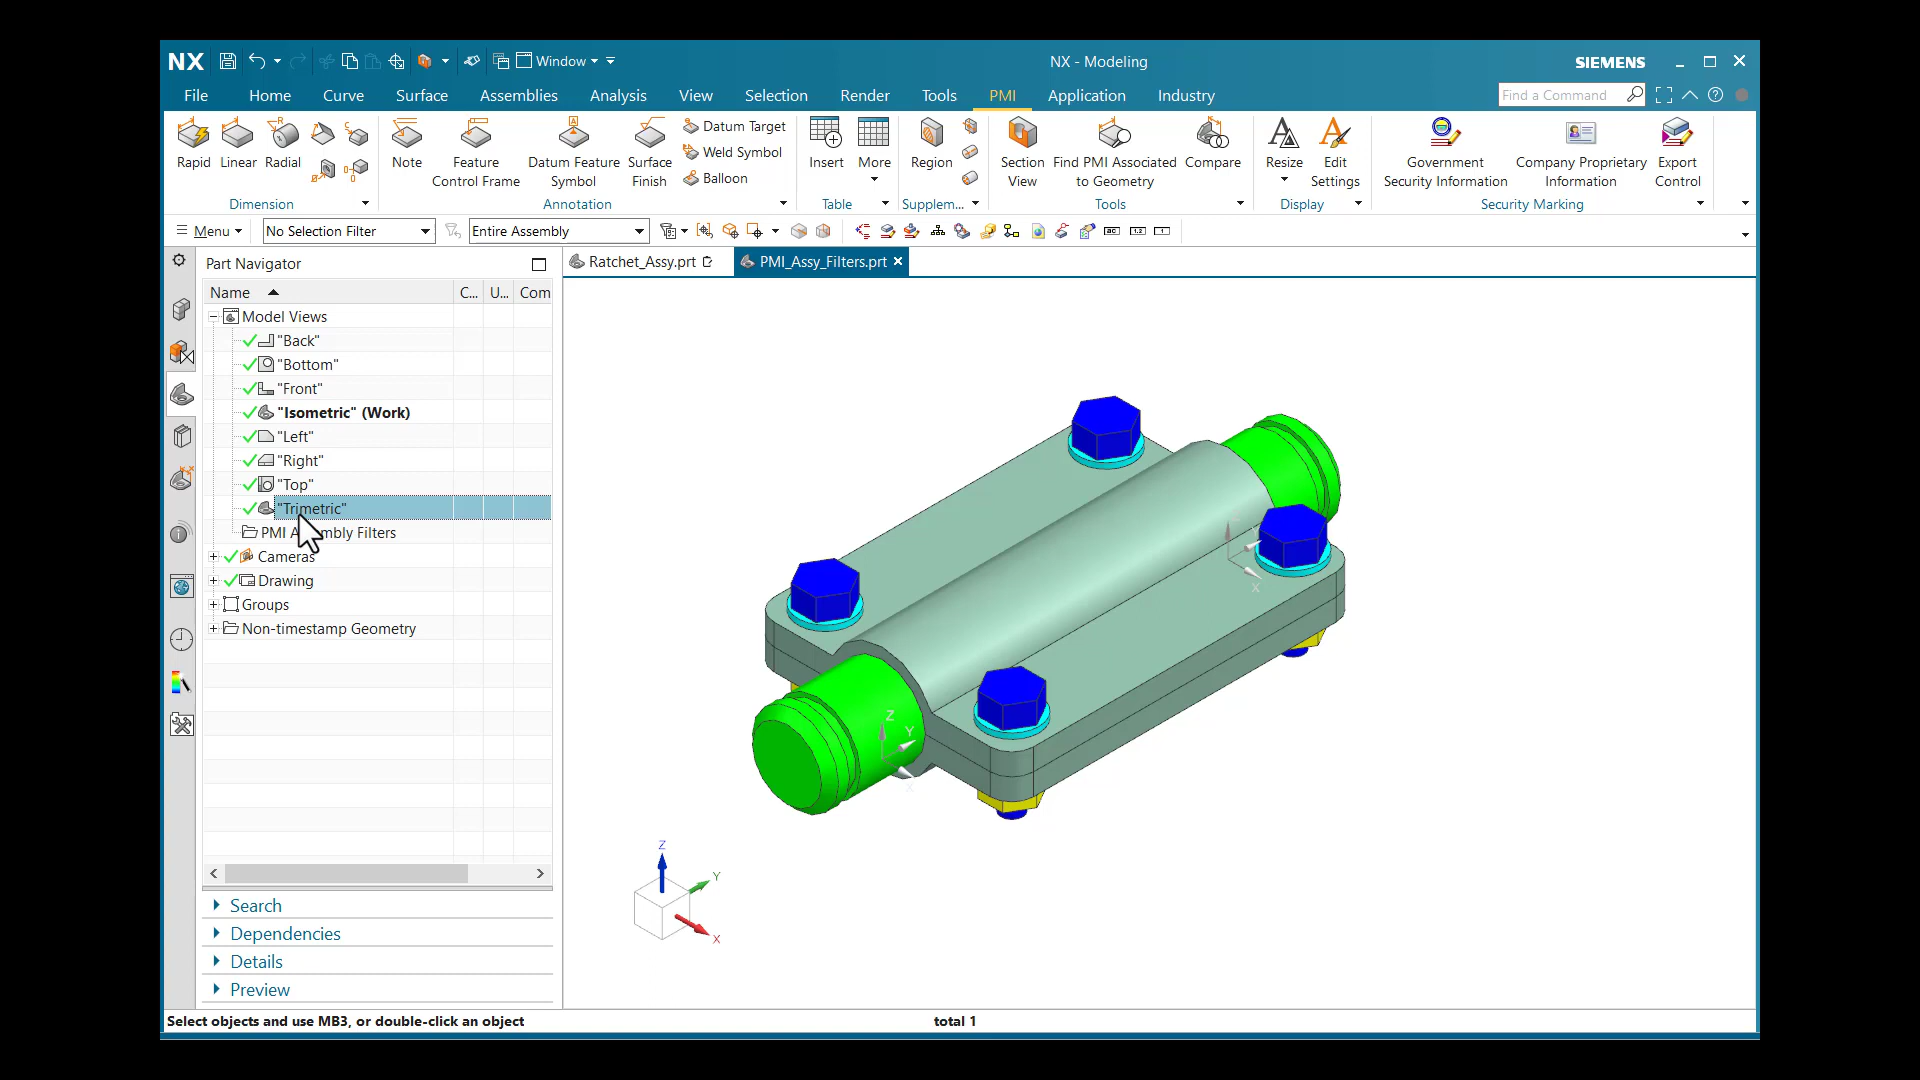 NX Window NX - Modeling SIEMENS
File Home Curve Surface Assemblies Analysis View Selection Render Tools PMI Application Industry Find a Command
Rapid Linear Radial Note Feature Control Frame Datum Feature Symbol Surface Finish Datum Target
Weld Symbol
Balloon
Insert More Region Section View Find PMI Associated to Geometry Compare Resize Edit Settings Government Security Information Company Proprietary Information Export Control
Dimension Annotation Table Supplem... Tools Display Security Marking
Menu No Selection Filter Entire Assembly
Part Navigator Ratchet_Assy.prt PMI_Assy_Filters.prt
Name C... U... Com
Model Views
"Back"
"Bottom"
"Front"
"Isometric" (Work)
"Left"
"Right"
"Top"
"Trimetric"
PMI A mbly Filters
Cameras
Drawing
Groups
Non-timestamp Geometry
Z
Y
X
Z
Y
X
Search
Dependencies
Details
Preview
Select objects and use MB3, or double-click an object total 1